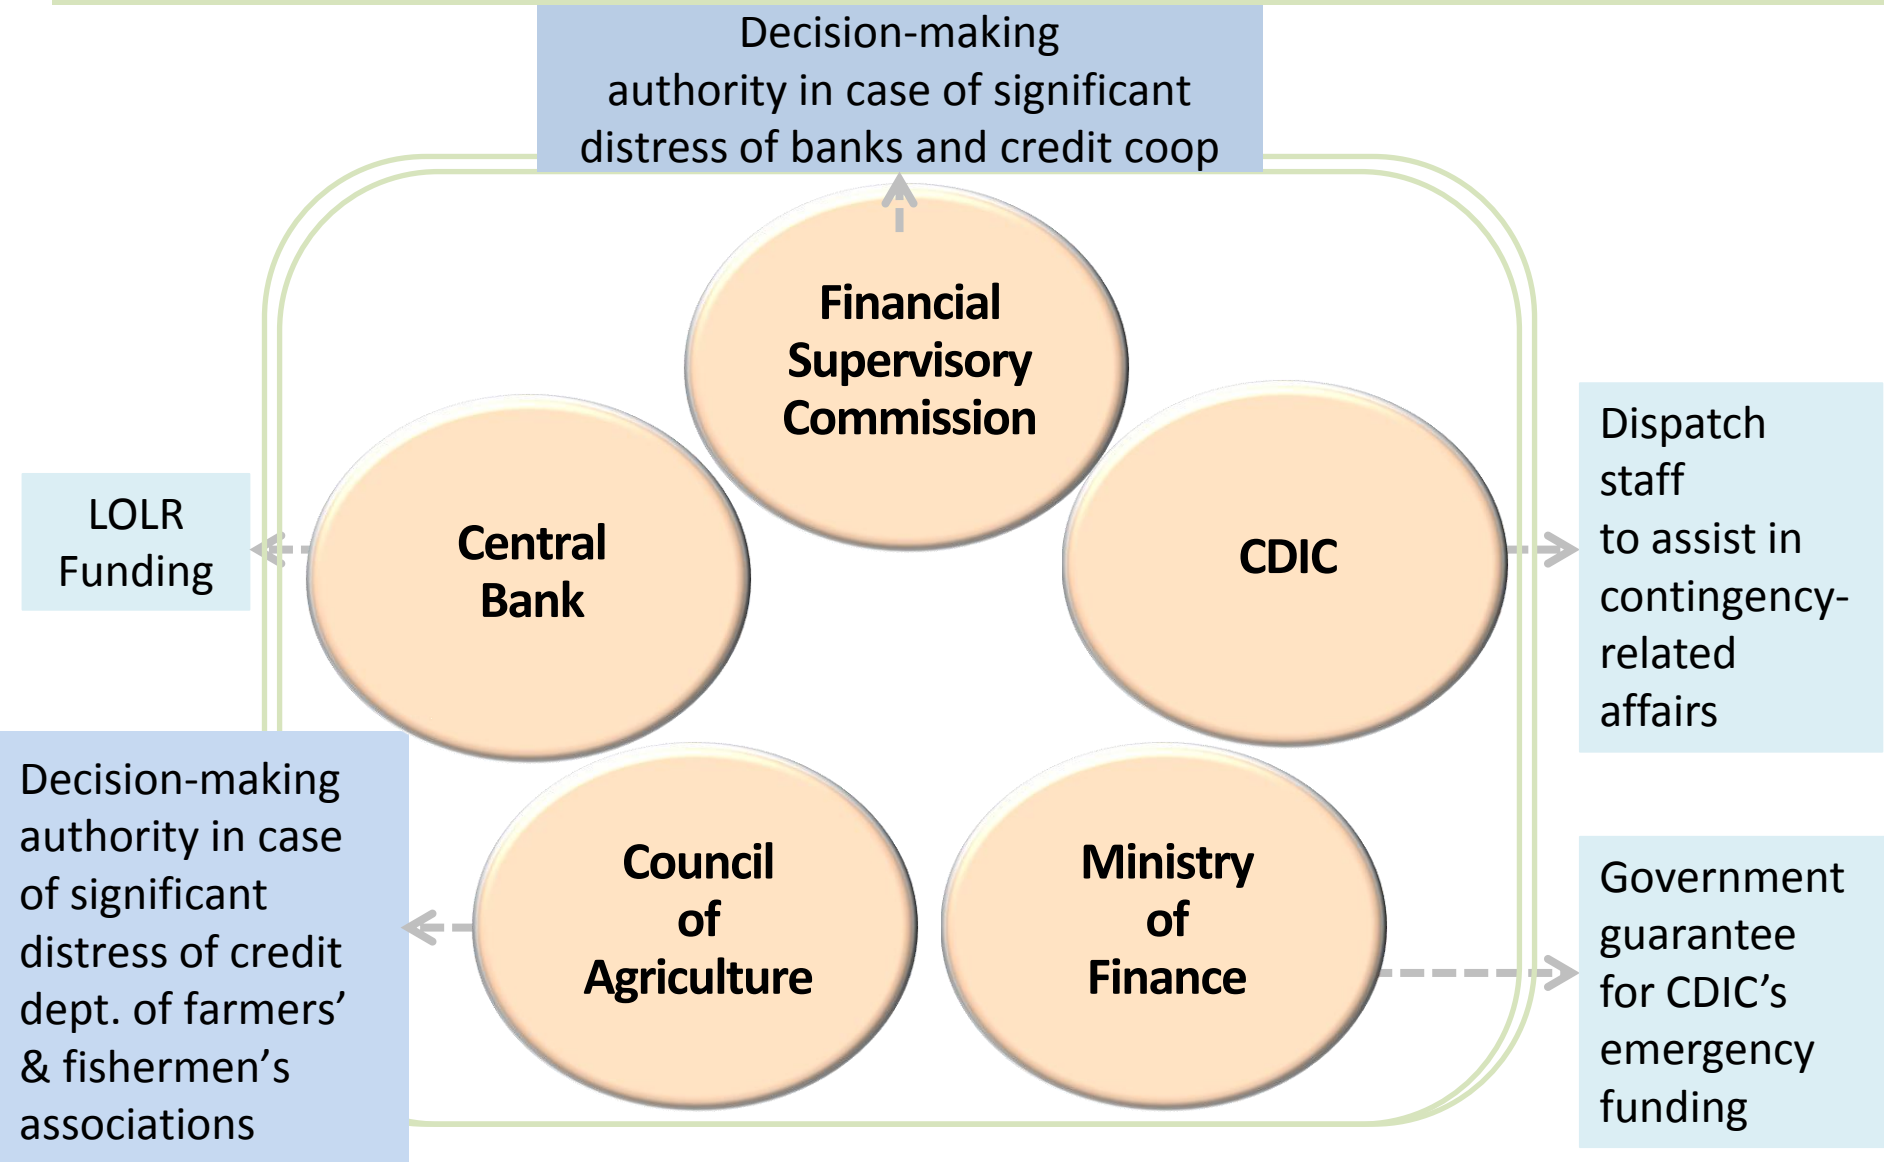 Decision-making
authority in case of significant
distress of banks and credit coop
Financial
Supervisory
Commission
LOLR
Funding
Central
Bank
CDIC
Dispatch
staff
to assist in
contingency-
related
affairs
Decision-making
authority in case
of significant
distress of credit
dept. of farmers’
& fishermen’s
associations
Council
of
Agriculture
Ministry
of
Finance
Government
guarantee
for CDIC’s
emergency
funding